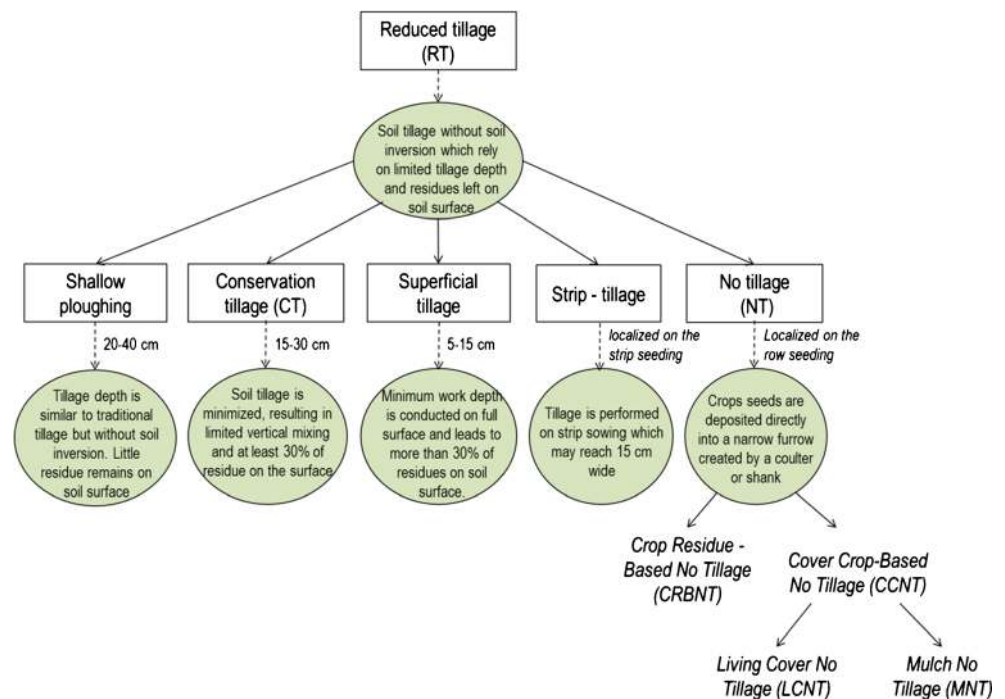 Reduced tillage
(RT)
Soil tillage without soil
inversion which rely
on limited tillage depth
and residues left on
soil surface
Shallow
ploughing
Conservation
tillage (CT)
Superficial
tillage
Strip - tillage
No tillage
(NT)
20-40 cm
15-30 cm
5-15 cm
localized on the
strip seeding
Localized on the
row seeding
Tillage depth is
similar to traditional
tillage but without soil
inversion. Little
residue remains on
soil surface
Soil tillage is
minimized, resulting in
limited vertical mixing
and at least 30% of
residue on the surface
Minimum work depth
is conducted on full
surface and leads to
more than 30% of
residues on soil
surface.
Tillage is performed
on strip sowing which
may reach 15 cm
wide
Crops seeds are
deposited directly
into a narrow furrow
created by a coulter
or shank
Crop Residue -
Based No Tillage
(CRBNT)
Cover Crop-Based
No Tillage (CCNT)
Living Cover No
Tillage (LCNT)
Mulch No
Tillage (MNT)